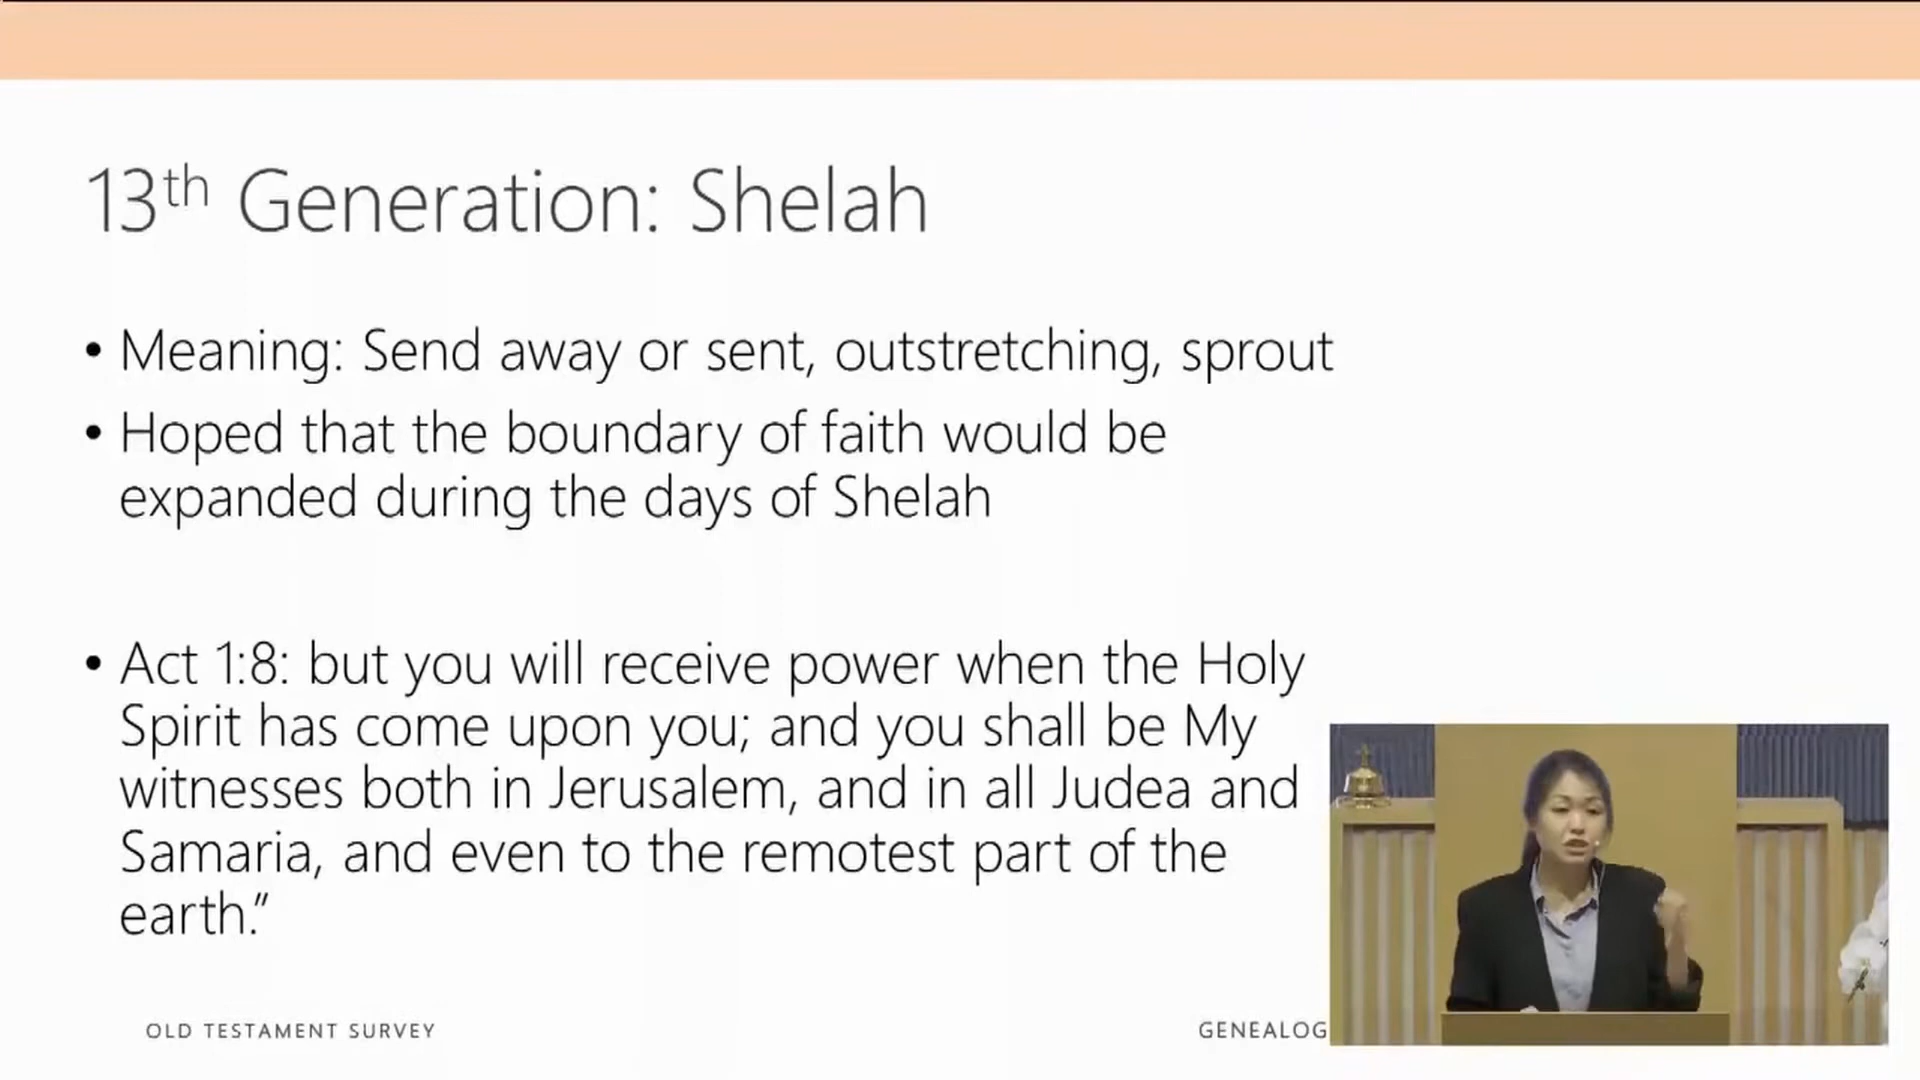 13th Generation: Shelah
• Meaning: Send away or sent, outstretching, sprout
• Hoped that the boundary of faith would be
expanded during the days of Shelah
• Act 1:8: but you will receive power when the Holy
Spirit has come upon you; and you shall be My
witnesses both in Jerusalem, and in all Judea and
Samaria, and even to the remotest part of the
earth.”
OLD TESTAMENT SURVEY
GENEALOG